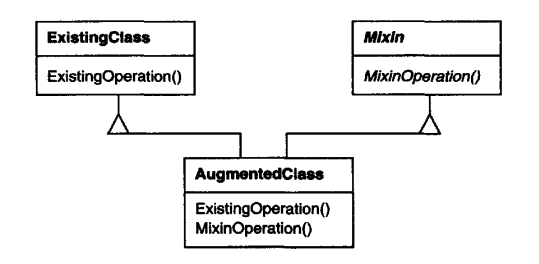 ExistingClass
ExistingOperation()
Mixin
MixinOperation()
AugmentedClass
ExistingOperation()
MixinOperation()